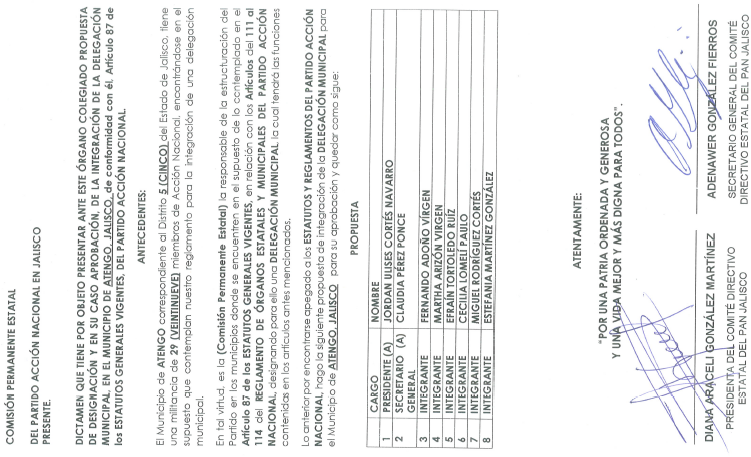 COMISIÓN PERMANENTE ESTATAL
DEL PARTIDO ACCIÓN NACIONAL EN JALISCO
PRESENTE.
DICTAMEN QUE TIENE POR OBJETO PRESENTAR ANTE ESTE ÓRGANO COLEGIADO PROPUESTA
DE DESIGNACIÓN Y EN SU CASO APROBACIÓN, DE LA INTEGRACIÓN DE LA DELEGACIÓN
MUNICIPAL, EN EL MUNICIPIO DE ATENGO, JALISCO, de conformidad con él. Artículo 87 de
los ESTATUTOS GENERALES VIGENTES, DEL PARTIDO ACCIÓN NACIONAL.
ANTECEDENTES:
El Municipio de ATENGO correspondiente al Distrito 5 (CINCO) del Estado de Jalisco, tiene
una militancia de 29 (VEINTINUEVE) miembros de Acción Nacional, encontrándose en el
supuesto que contemplan nuestro reglamento para la integración de una delegación
municipal.
En tal virtud, es la (Comisión Permanente Estatal) la responsable de la estructuración del
Partido en los municipios donde se encuentren en el supuesto de lo contemplado en el
Artículo 87 de los ESTATUTOS GENERALES VIGENTES, en relación con los Artículos del 111 al
114 del REGLAMENTO DE ÓRGANOS ESTATALES Y MUNICIPALES DEL PARTIDO ACCIÓN
NACIONAL, designando para ello una DELEGACIÓN MUNICIPAL, la cual tendrá las funciones
contenidas en los artículos antes mencionados.
Lo anterior por encontrarse apegado a los ESTATUTOS Y REGLAMENTOS DEL PARTIDO ACCIÓN
NACIONAL, hago la siguiente propuesta de integración de la DELEGACIÓN MUNICIPAL para
el Municipio de ATENGO, JALISCO para su aprobación y quedar como sigue:
PROPUESTA
CARGO NOMBRE
1 PRESIDENTE (A) JORDAN ULISES CORTÉS NAVARRO
2 SECRETARIO (A) GENERAL CLAUDIA PÉREZ PONCE
3 INTEGRANTE FERNANDO ADOÑO VIRGEN
4 INTEGRANTE MARTHA ARIZÓN VIRGEN
5 INTEGRANTE EFRAÍN TORTOLEDO RUÍZ
6 INTEGRANTE CECILIA LOMELÍ PAULO
7 INTEGRANTE MIGUEL RODRÍGUEZ CORTÉS
8 INTEGRANTE ESTEFANIA MARTÍNEZ GONZÁLEZ
ATENTAMENTE:
"POR UNA PATRIA ORDENADA Y GENEROSA
Y UNA VIDA MEJOR Y MÁS DIGNA PARA TODOS".
DIANA ARACELI GONZÁLEZ MARTÍNEZ
PRESIDENTA DEL COMITÉ DIRECTIVO
ESTATAL DEL PAN JALISCO
ADENAWER GONZÁLEZ FIERROS
SECRETARIO GENERAL DEL COMITÉ
DIRECTIVO ESTATAL DEL PAN JALISCO